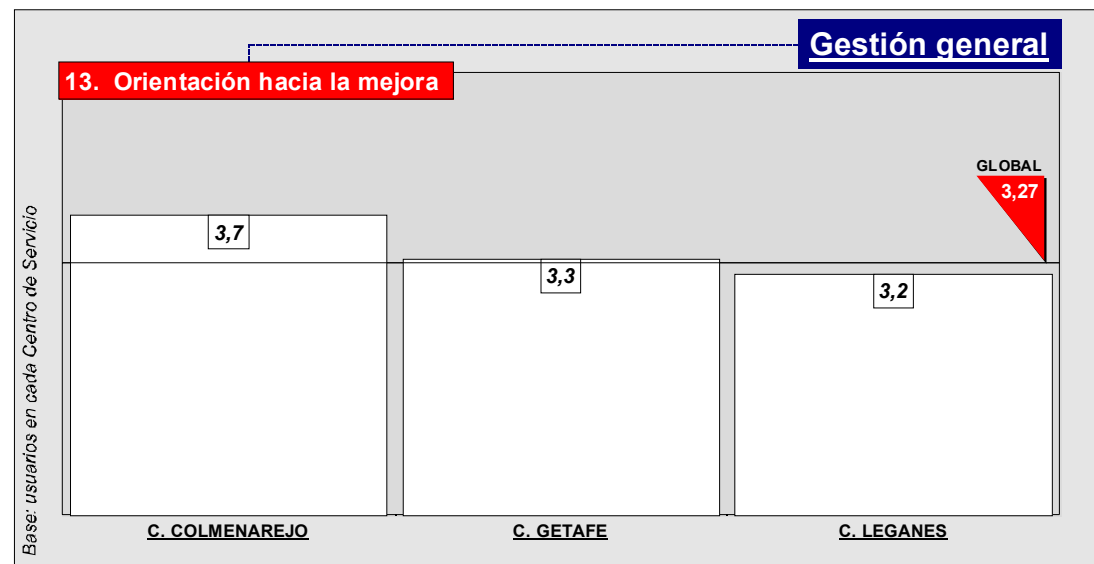 Gestión general
13. Orientación hacia la mejora
GLOBAL
3,27
3,7
3,3
3,2
Base: usuarios en cada Centro de Servicio
C. COLMENAREJO
C. GETAFE
C. LEGANES